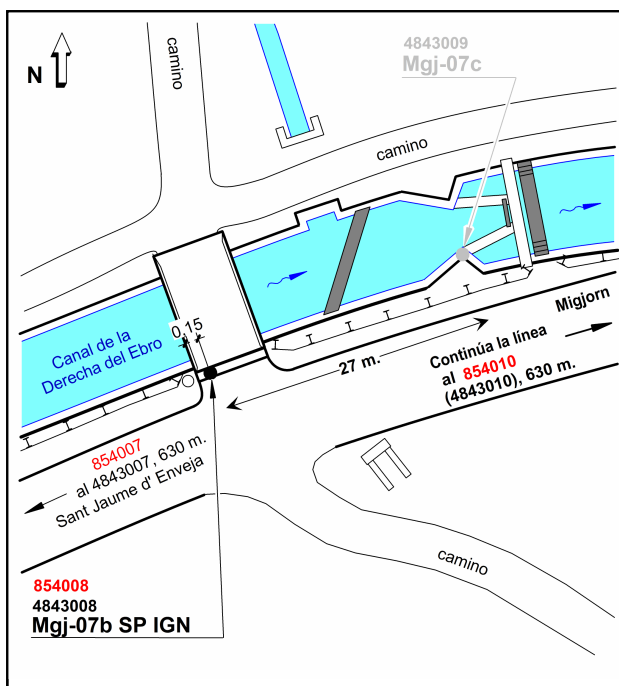 4843009
Mgj-07c
camino
N
camino
0,15
Canal de la
Derecha del Ebro
Migjorn
27 m.
Continúa la línea
al 854010
(4843010), 630 m.
854007
al 4843007, 630 m.
Sant Jaume d' Enveja
camino
854008
4843008
Mgj-07b SP IGN